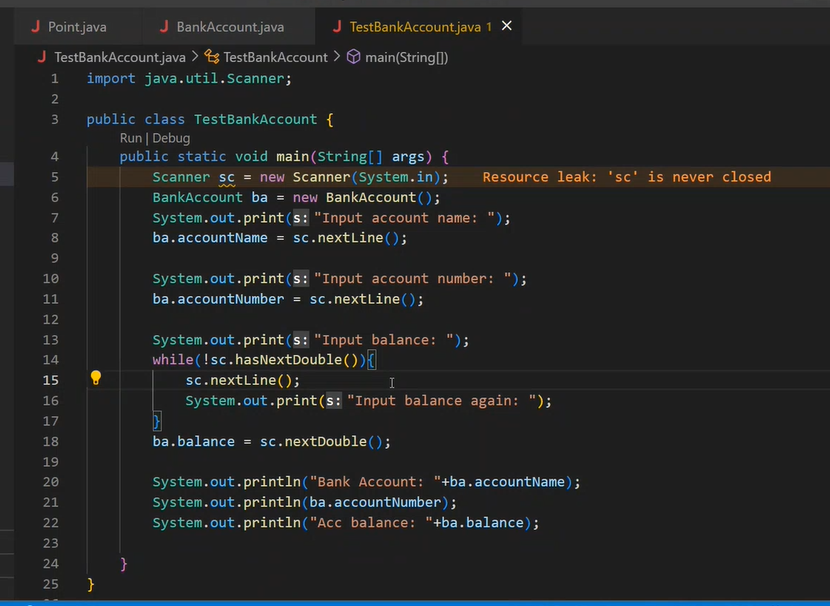 Point.java BankAccount.java TestBankAccount.java 1
TestBankAccount.java > TestBankAccount > main(String[])
1 import java.util.Scanner;
2
3 public class TestBankAccount {
Run | Debug
4 public static void main(String[] args) {
5 Scanner sc = new Scanner(System.in); Resource leak: 'sc' is never closed
6 BankAccount ba = new BankAccount();
7 System.out.print(s:"Input account name: ");
8 ba.accountName = sc.nextLine();
9
10 System.out.print(s:"Input account number: ");
11 ba.accountNumber = sc.nextLine();
12
13 System.out.print(s:"Input balance: ");
14 while(!sc.hasNextDouble()){
15 sc.nextLine();
16 System.out.print(s:"Input balance again: ");
17 }
18 ba.balance = sc.nextDouble();
19
20 System.out.println("Bank Account: "+ba.accountName);
21 System.out.println(ba.accountNumber);
22 System.out.println("Acc balance: "+ba.balance);
23
24 }
25 }